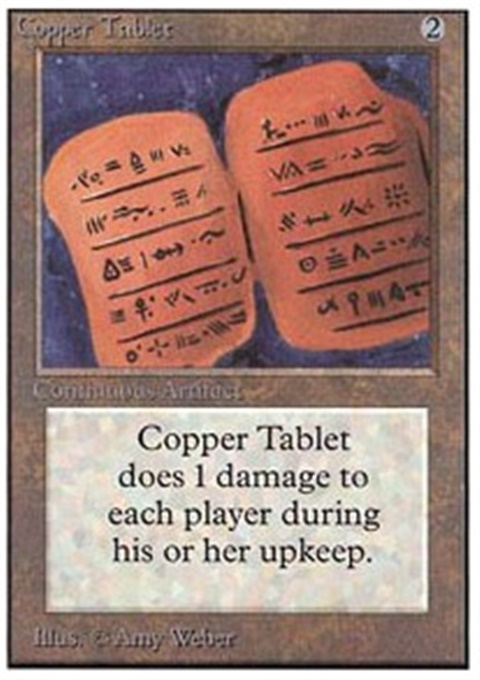 Copper Tablet 2
Continuous Artifact
Copper Tablet
does 1 damage to
each player during
his or her upkeep.
Illus. © Amy Weber